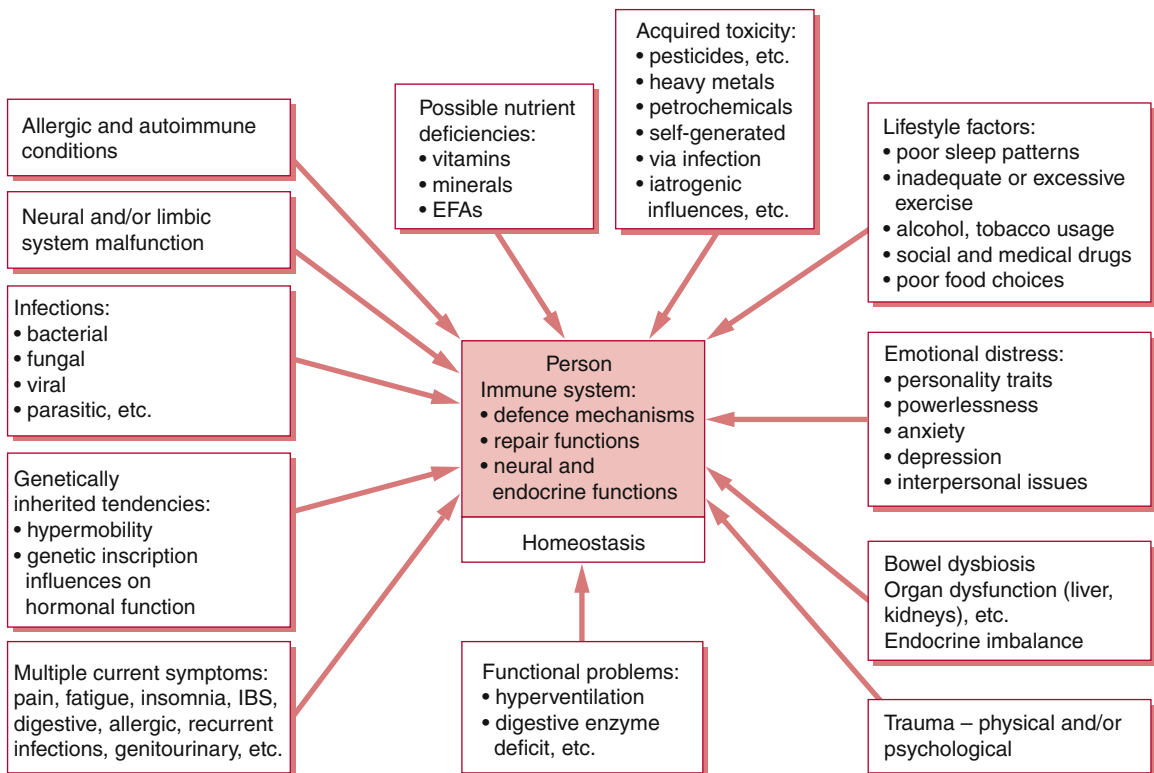 Allergic and autoimmune
conditions
Neural and/or limbic
system malfunction
Infections:
• bacterial
• fungal
• viral
• parasitic, etc.
Genetically
inherited tendencies:
• hypermobility
• genetic inscription
influences on
hormonal function
Multiple current symptoms:
pain, fatigue, insomnia, IBS,
digestive, allergic, recurrent
infections, genitourinary, etc.
Possible nutrient
deficiencies:
• vitamins
• minerals
• EFAs
Acquired toxicity:
• pesticides, etc.
• heavy metals
• petrochemicals
• self-generated
• via infection
• iatrogenic
influences, etc.
Person
Immune system:
• defence mechanisms
• repair functions
• neural and
endocrine functions
Homeostasis
Functional problems:
• hyperventilation
• digestive enzyme
deficit, etc.
Lifestyle factors:
• poor sleep patterns
• inadequate or excessive
exercise
• alcohol, tobacco usage
• social and medical drugs
• poor food choices
Emotional distress:
• personality traits
• powerlessness
• anxiety
• depression
• interpersonal issues
Bowel dysbiosis
Organ dysfunction (liver,
kidneys), etc.
Endocrine imbalance
Trauma – physical and/or
psychological